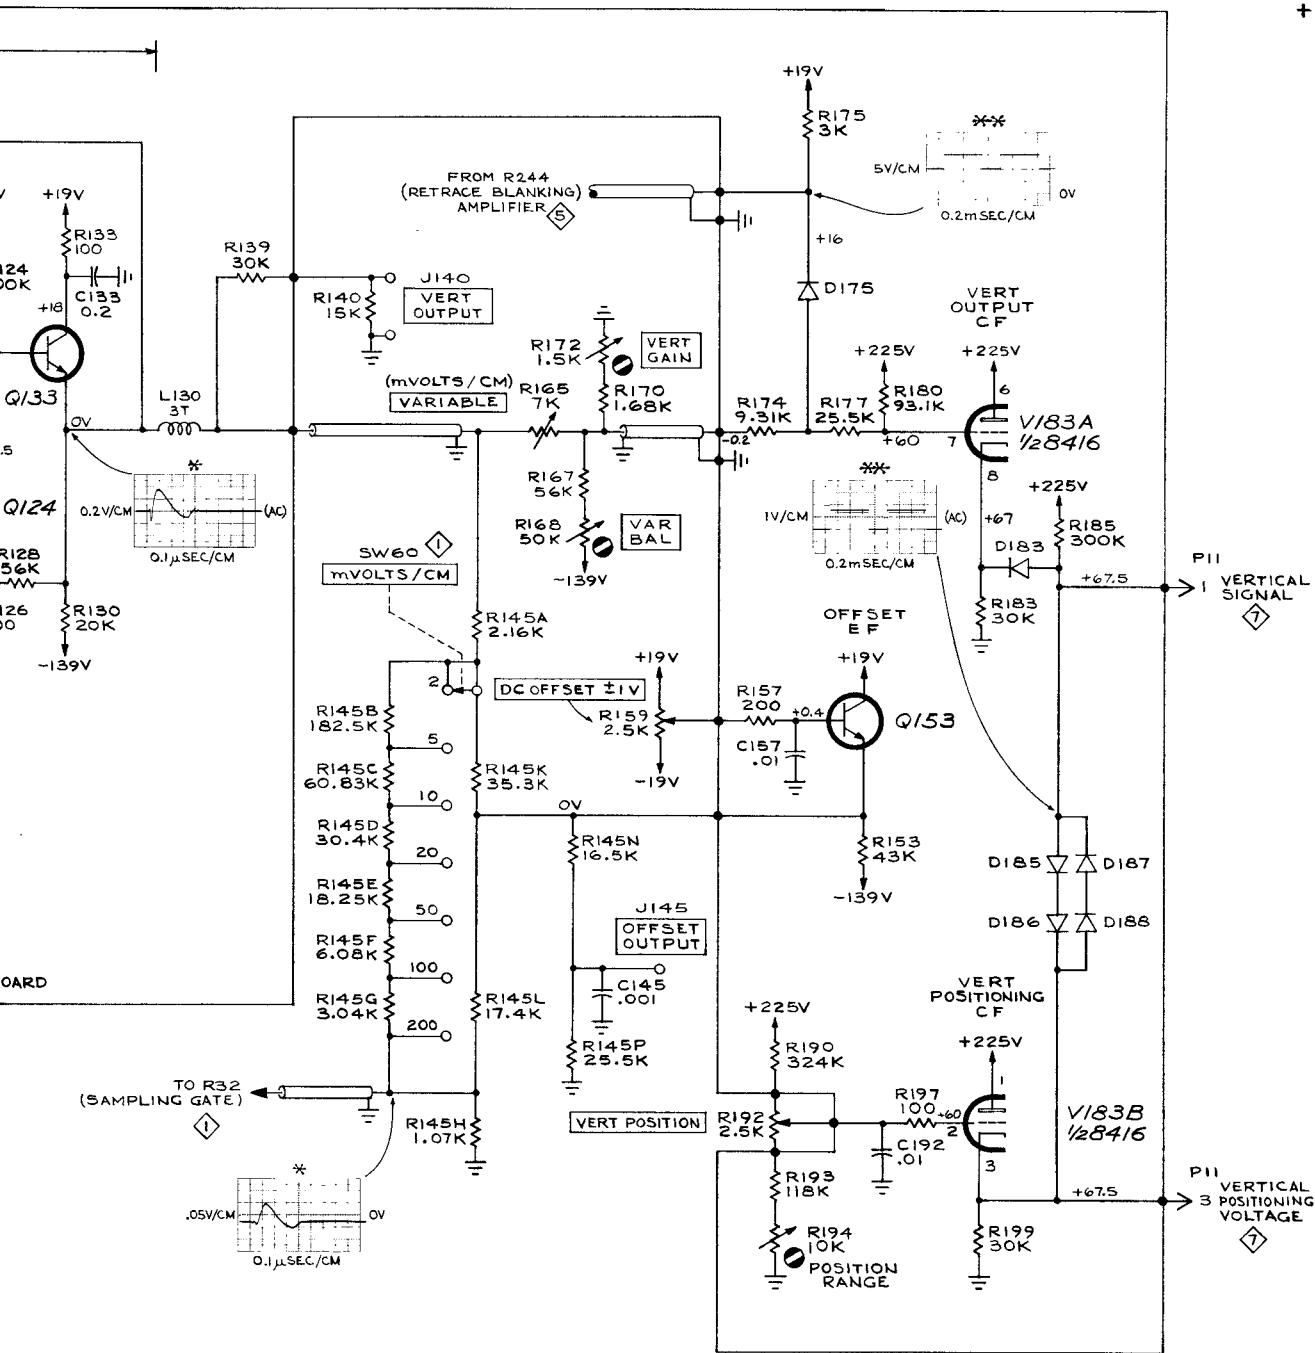 +
+19V
R175
3K
**
5V/CM
0V
0.2mSEC/CM
FROM R244
(RETRACE BLANKING)
AMPLIFIER 5
+16
D175
V
+19V
R133
100
124
00K
C133
0.2
+18
Q133
0V
.5
R139
30K
J140
VERT
OUTPUT
R140
15K
L130
3T
R172
1.5K
VERT
GAIN
(mVOLTS/CM)
VARIABLE
R165
7K
R170
1.68K
VERT
OUTPUT
CF
+225V
+225V
6
R180
93.1K
R174
9.31K
R177
25.5K
-0.2
+60
7
V183A
1/2 8416
8
Q124
*
0.2V/CM
(AC)
0.1μSEC/CM
R128
56K
126
00
R130
20K
-139V
R167
56K
R168
50K
VAR
BAL
-139V
**
1V/CM
(AC)
0.2mSEC/CM
+225V
+67
R185
300K
D183
R183
30K
+67.5
P11
1 VERTICAL
SIGNAL
7
SW60 1
mVOLTS/CM
R145A
2.16K
OFFSET
EF
+19V
+19V
DC OFFSET ±1V
R159
2.5K
-19V
R157
200
+0.4
C157
.01
Q153
2
R145B
182.5K
5
R145C
60.83K
10
R145D
30.4K
20
R145E
18.25K
50
R145F
6.08K
100
R145G
3.04K
200
R145K
35.3K
0V
R145N
16.5K
R153
43K
-139V
D185
D187
D186
D188
J145
OFFSET
OUTPUT
C145
.001
R145L
17.4K
R145P
25.5K
OARD
VERT
POSITIONING
CF
+225V
+225V
R190
324K
1
TO R32
(SAMPLING GATE)
1
R145H
1.07K
VERT POSITION
R192
2.5K
R197
100
+60
2
C192
.01
V183B
1/2 8416
3
R193
118K
R194
10K
POSITION
RANGE
R199
30K
+67.5
P11
3 VERTICAL
POSITIONING
VOLTAGE
7
*
.05V/CM
0V
0.1μSEC/CM